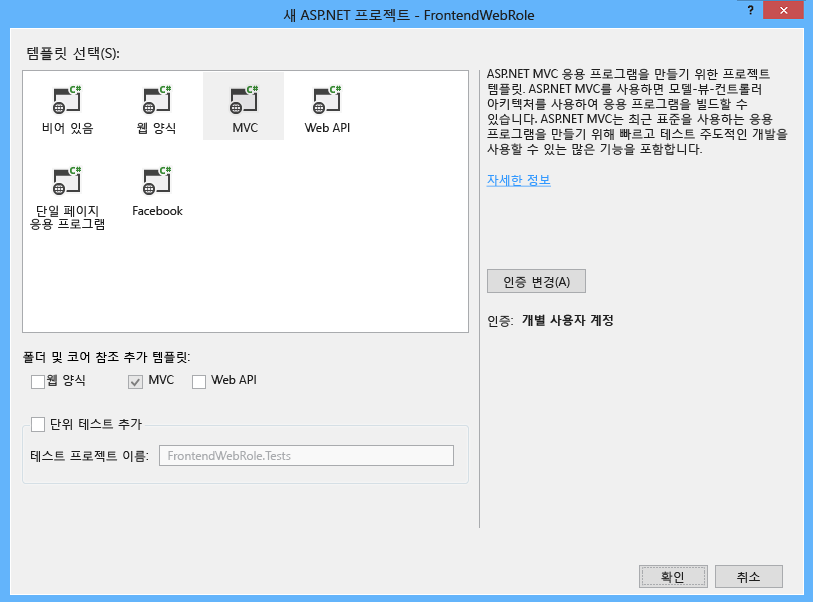 새 ASP.NET 프로젝트 - FrontendWebRole
?
템플릿 선택(S):
C# C# C# C#
비어 있음 웹 양식 MVC Web API
C# C#
단일 페이지 Facebook
응용 프로그램
ASP.NET MVC 응용 프로그램을 만들기 위한 프로젝트
템플릿. ASP.NET MVC를 사용하면 모델-뷰-컨트롤러
아키텍처를 사용하여 응용 프로그램을 빌드할 수
있습니다. ASP.NET MVC는 최근 표준을 사용하는 응용
프로그램을 만들기 위해 빠르고 테스트 주도적인 개발을
사용할 수 있는 많은 기능을 포함합니다.
자세한 정보
인증 변경(A)
인증: 개별 사용자 계정
폴더 및 코어 참조 추가 템플릿:
웹 양식 MVC Web API
단위 테스트 추가
테스트 프로젝트 이름: FrontendWebRole.Tests
확인 취소